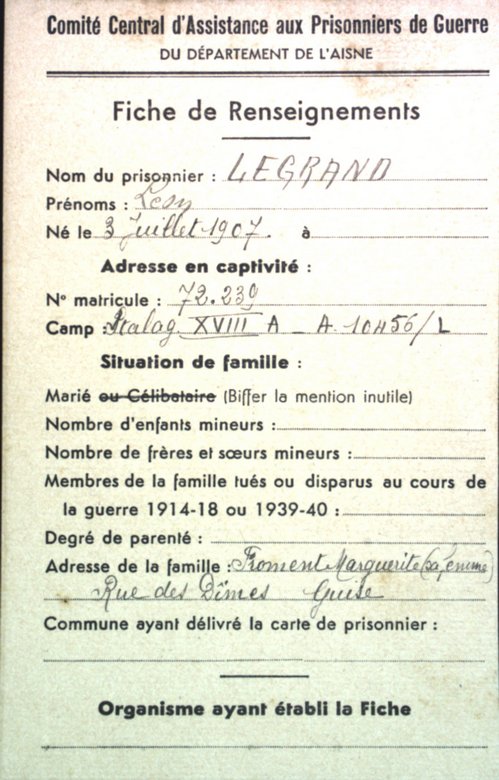 Comité Central d'Assistance aux Prisonniers de Guerre
DU DÉPARTEMENT DE L'AISNE
Fiche de Renseignements
Nom du prisonnier : LEGRAND
Prénoms : Léon
Né le 3 Juillet 1907. à
Adresse en captivité :
N° matricule : 72.239
Camp : Stalag XVIII A - A 10456/L
Situation de famille :
Marié ou Célibataire (Biffer la mention inutile)
Nombre d'enfants mineurs :
Nombre de frères et sœurs mineurs :
Membres de la famille tués ou disparus au cours de
la guerre 1914-18 ou 1939-40 :
Degré de parenté :
Adresse de la famille : Froment Marguerite (sa femme)
Rue des Dîmes Guise
Commune ayant délivré la carte de prisonnier :
Organisme ayant établi la Fiche